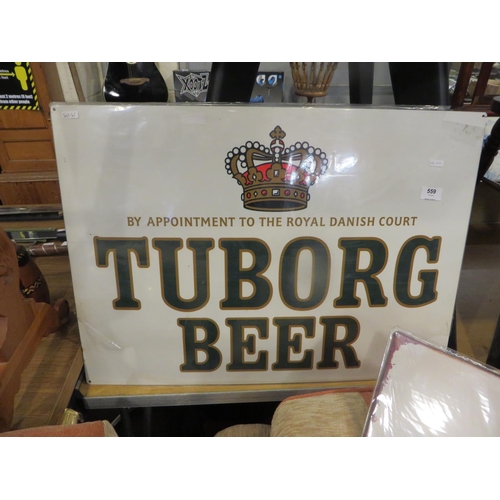 BY APPOINTMENT TO THE ROYAL DANISH COURT
TUBORG
BEER
559